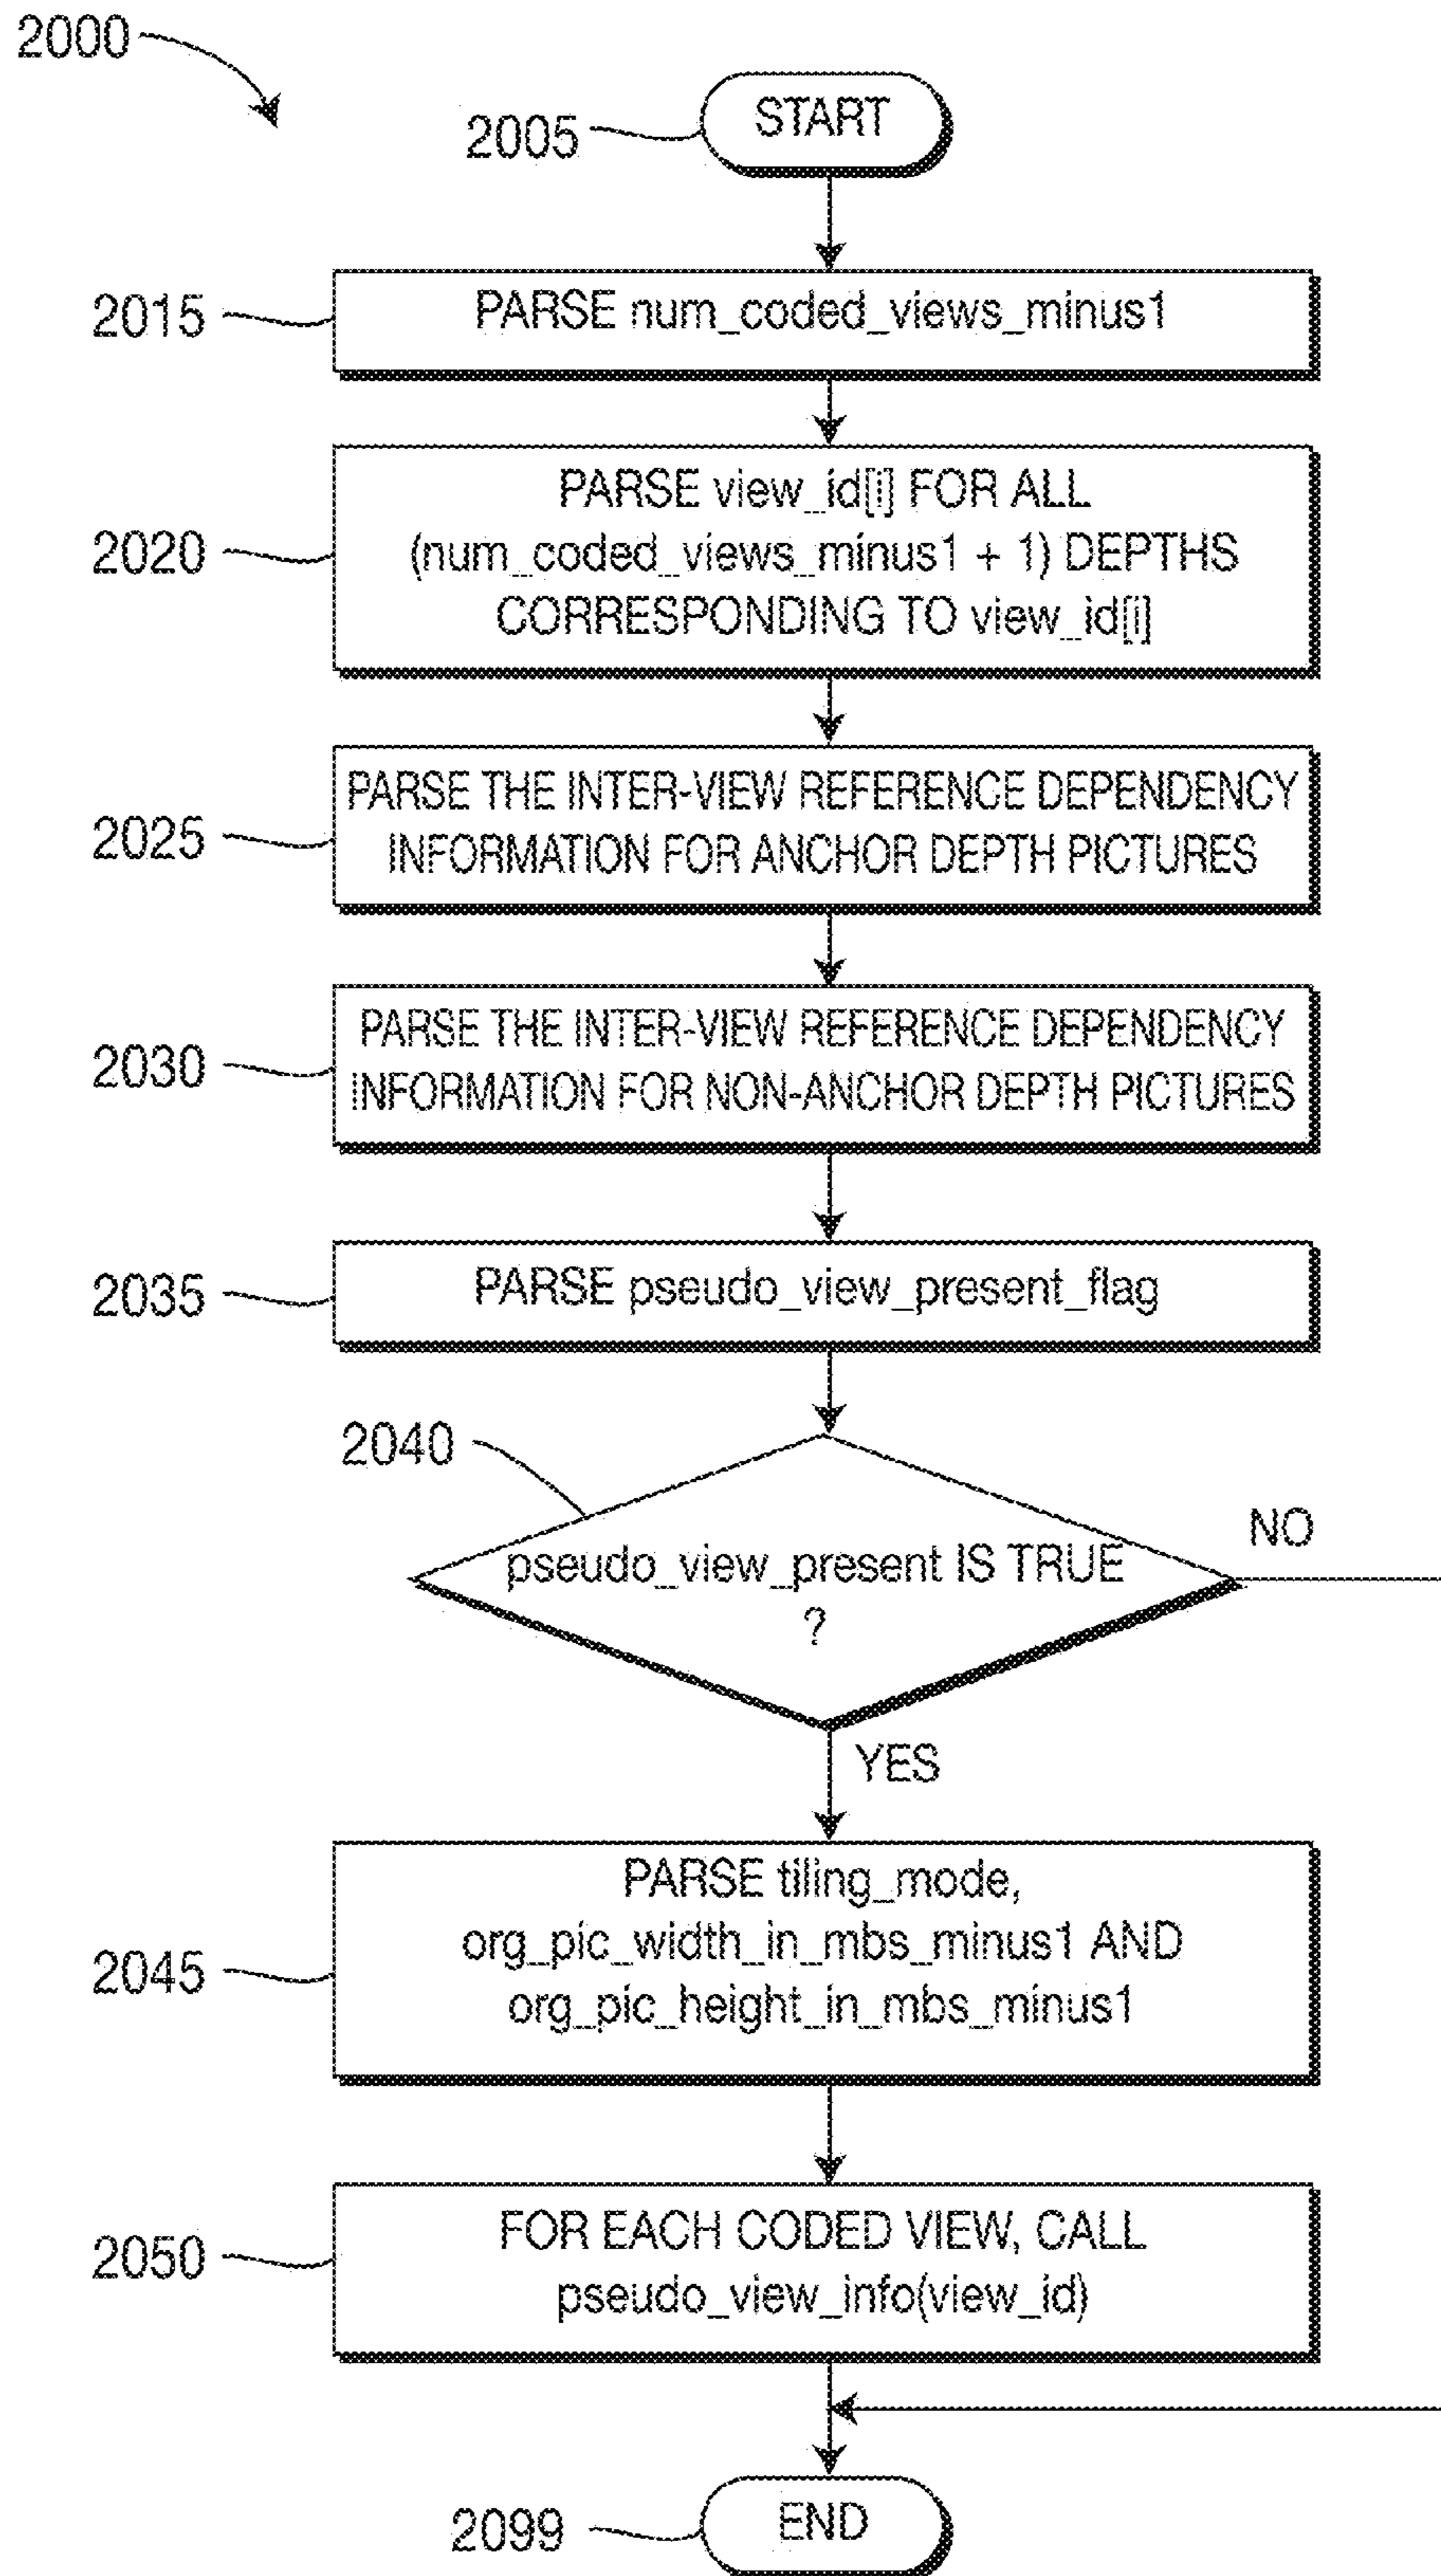 2000
2005
START
2015
PARSE num_coded_views_minus1
2020
PARSE view_id[i] FOR ALL
(num_coded_views_minus1 + 1) DEPTHS
CORRESPONDING TO view_id[i]
2025
PARSE THE INTER-VIEW REFERENCE DEPENDENCY
INFORMATION FOR ANCHOR DEPTH PICTURES
2030
PARSE THE INTER-VIEW REFERENCE DEPENDENCY
INFORMATION FOR NON-ANCHOR DEPTH PICTURES
2035
PARSE pseudo_view_present_flag
2040
pseudo_view_present IS TRUE
?
NO
YES
2045
PARSE tiling_mode,
org_pic_width_in_mbs_minus1 AND
org_pic_height_in_mbs_minus1
2050
FOR EACH CODED VIEW, CALL
pseudo_view_info(view_id)
2099
END